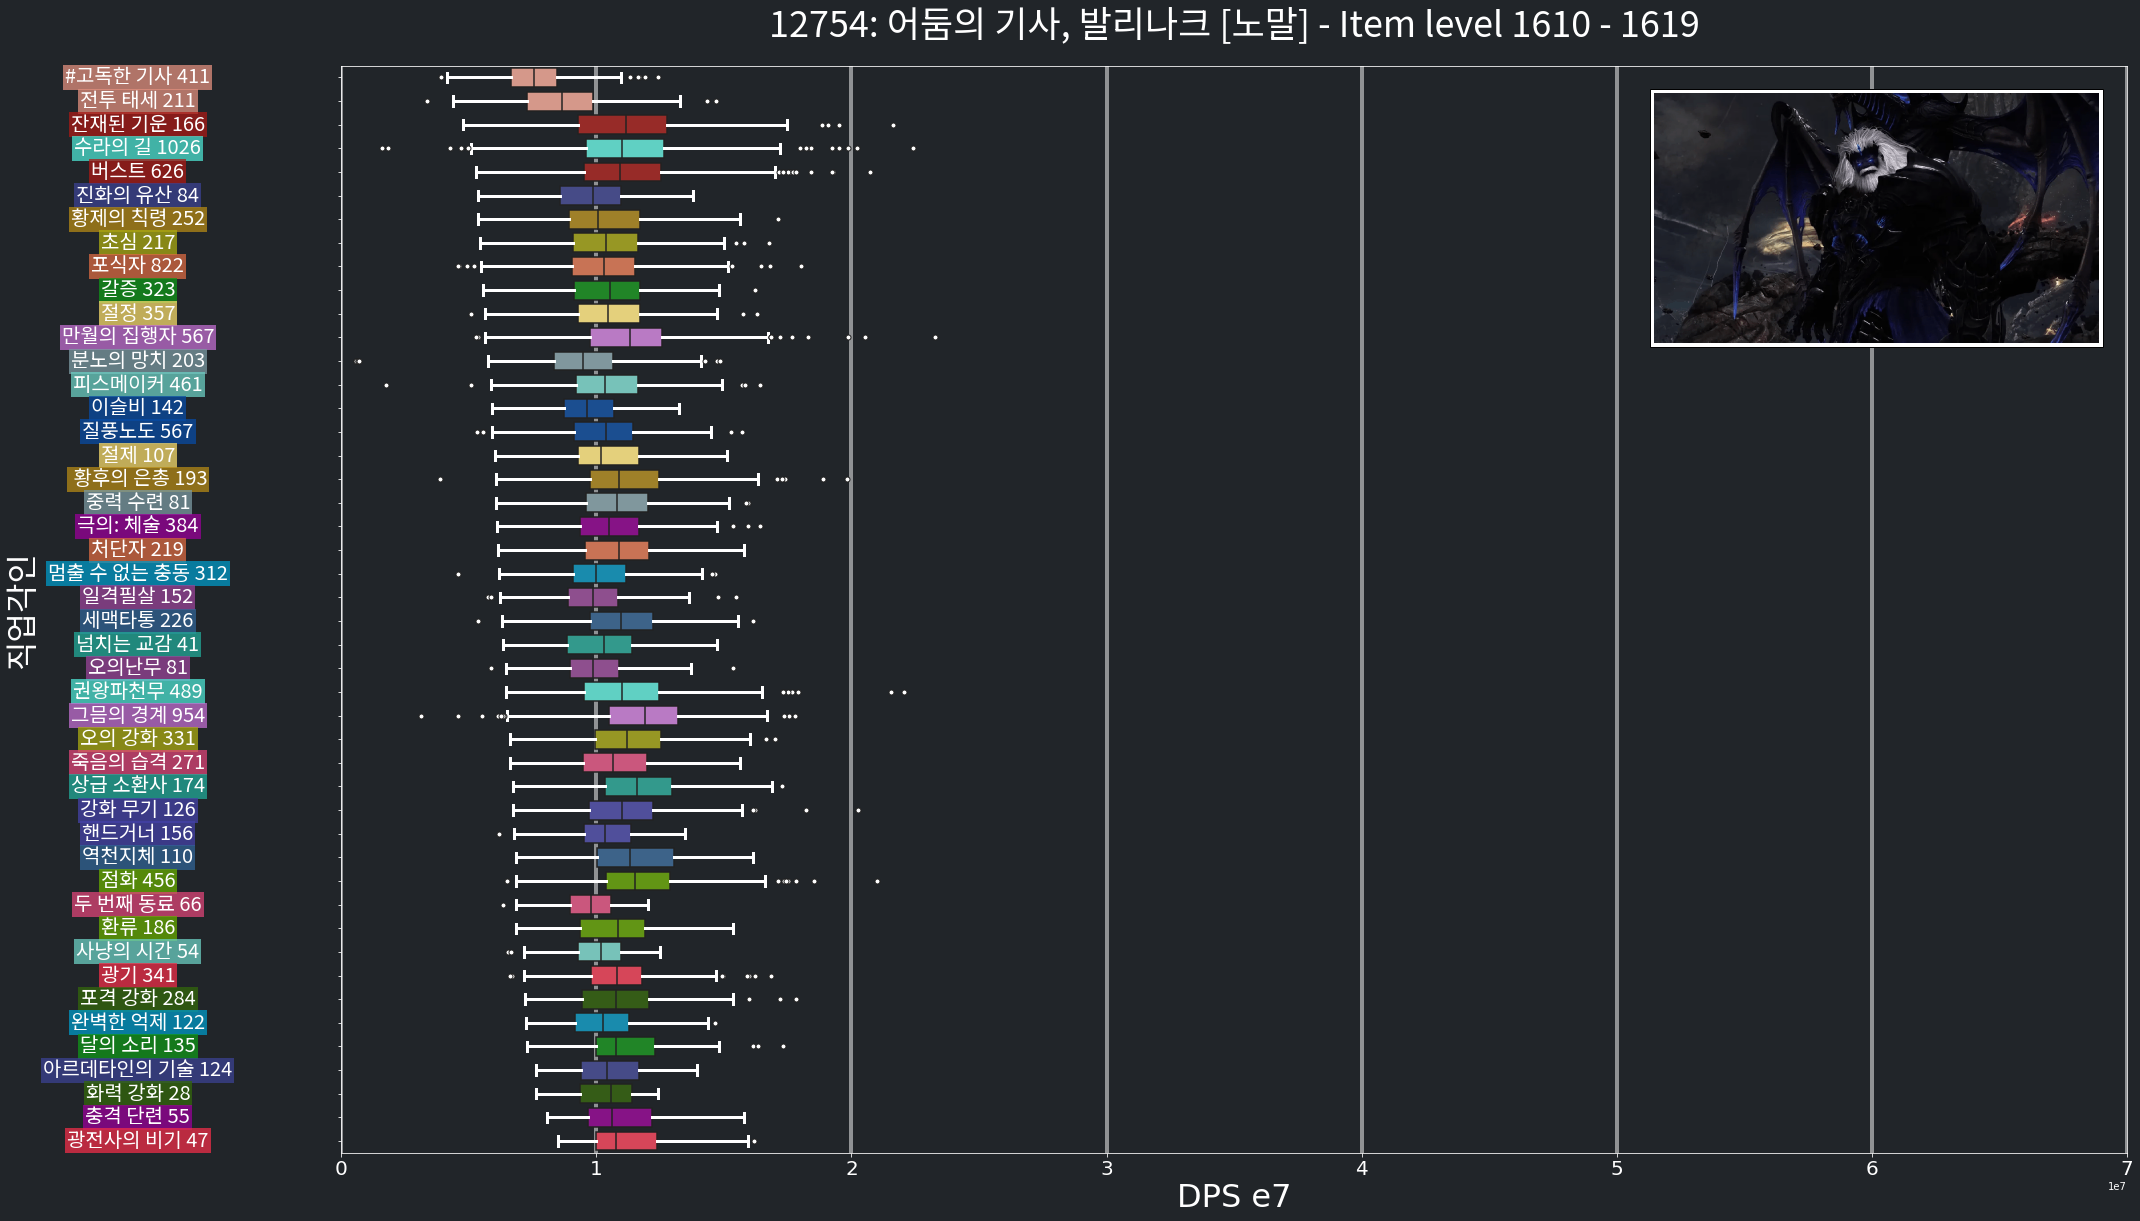 12754: 어둠의 기사, 발리나크 [노말] - Item level 1610 - 1619
#고독한 기사 411
전투 태세 211
잔재된 기운 166
수라의 길 1026
버스트 626
진화의 유산 84
황제의 칙령 252
초심 217
포식자 822
갈증 323
절정 357
만월의 집행자 567
분노의 망치 203
피스메이커 461
이슬비 142
질풍노도 567
절제 107
황후의 은총 193
중력 수련 81
극의: 체술 384
처단자 219
멈출 수 없는 충동 312
일격필살 152
세맥타통 226
넘치는 교감 41
오의난무 81
권왕파천무 489
그믐의 경계 954
오의 강화 331
죽음의 습격 271
상급 소환사 174
강화 무기 126
핸드거너 156
역천지체 110
점화 456
두 번째 동료 66
환류 186
사냥의 시간 54
광기 341
포격 강화 284
완벽한 억제 122
달의 소리 135
아르데타인의 기술 124
화력 강화 28
충격 단련 55
광전사의 비기 47
직업각인
0 1 2 3 4 5 6 7
1e7
DPS e7